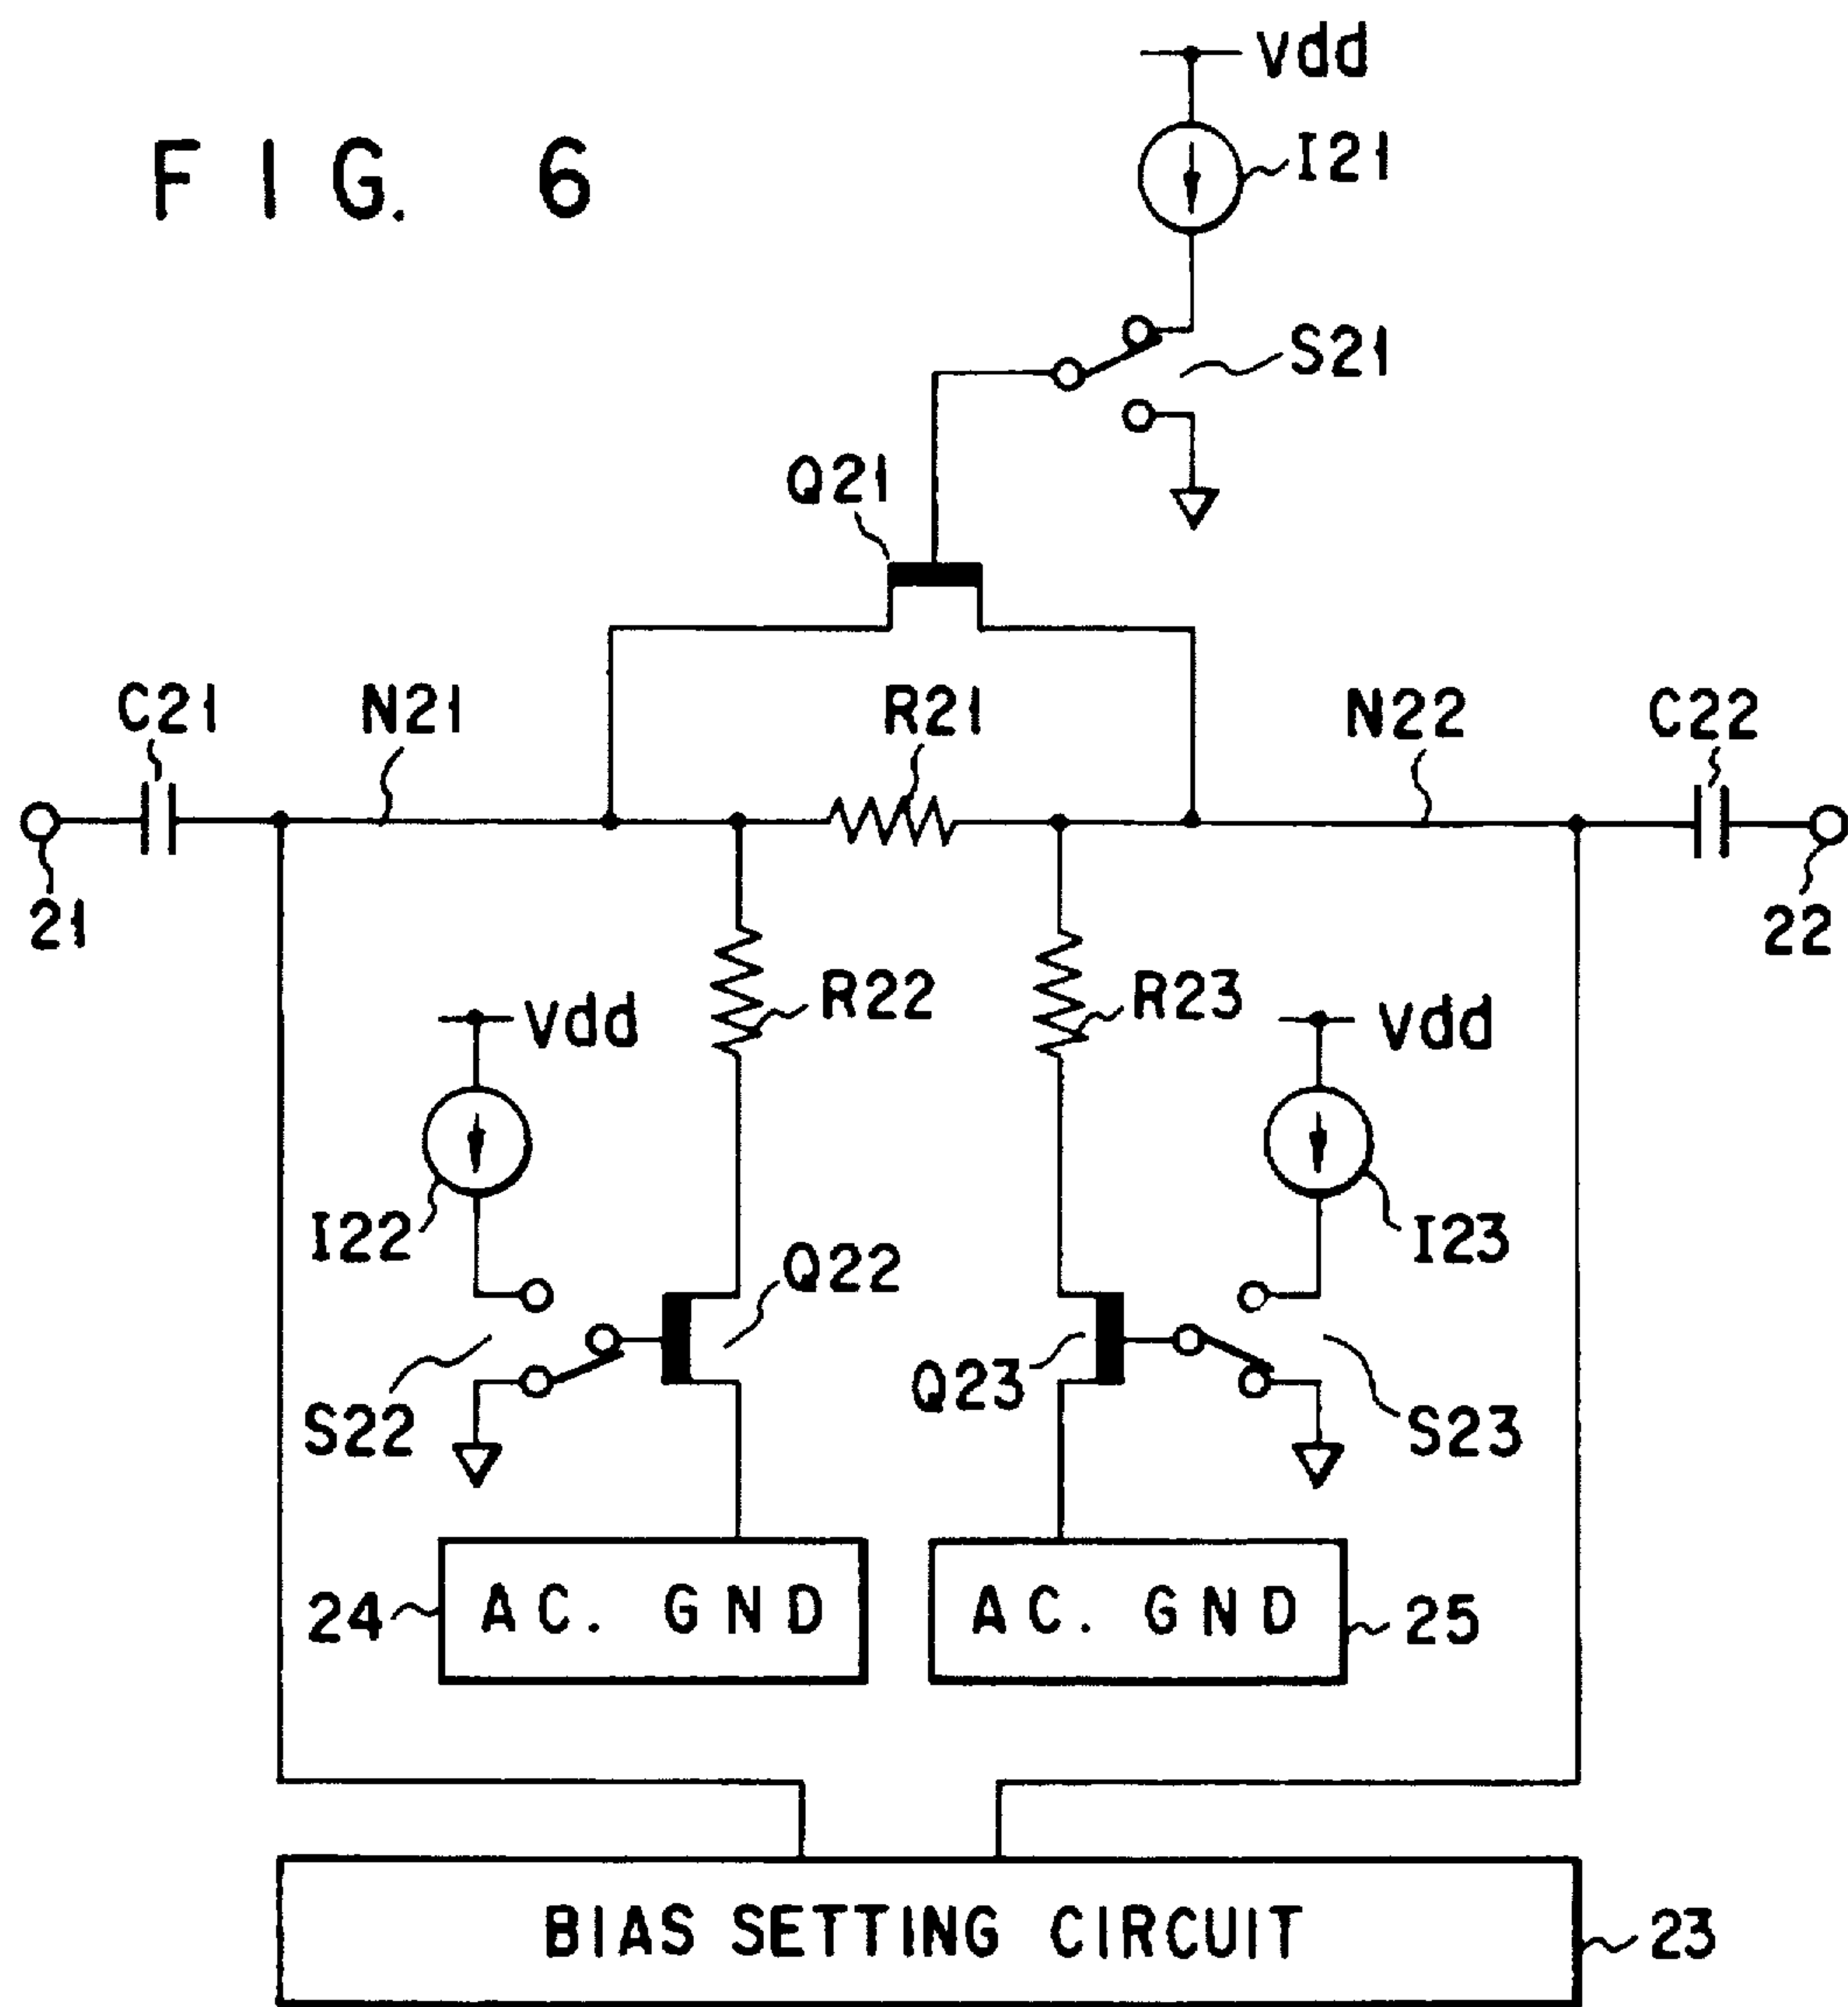 Vdd
FIG. 6
I21
S21
Q21
C21
N21
R21
N22
C22
21
22
R22
R23
Vdd
Vdd
I22
I23
Q22
Q23
S22
S23
24
AC. GND
AC. GND
25
BIAS SETTING CIRCUIT
23